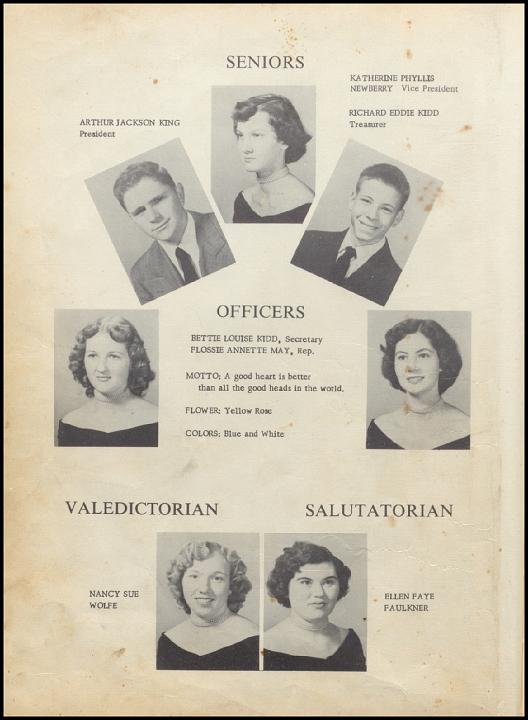 SENIORS
KATHERINE PHYLLIS
NEWBERRY Vice President
ARTHUR JACKSON KING
President
RICHARD EDDIE KIDD
Treasurer
OFFICERS
BETTIE LOUISE KIDD, Secretary
FLOSSIE ANNETTE MAY, Rep.
MOTTO: A good heart is better
than all the good heads in the world.
FLOWER: Yellow Rose
COLORS: Blue and White
VALEDICTORIAN
SALUTATORIAN
NANCY SUE
WOLFE
ELLEN FAYE
FAULKNER